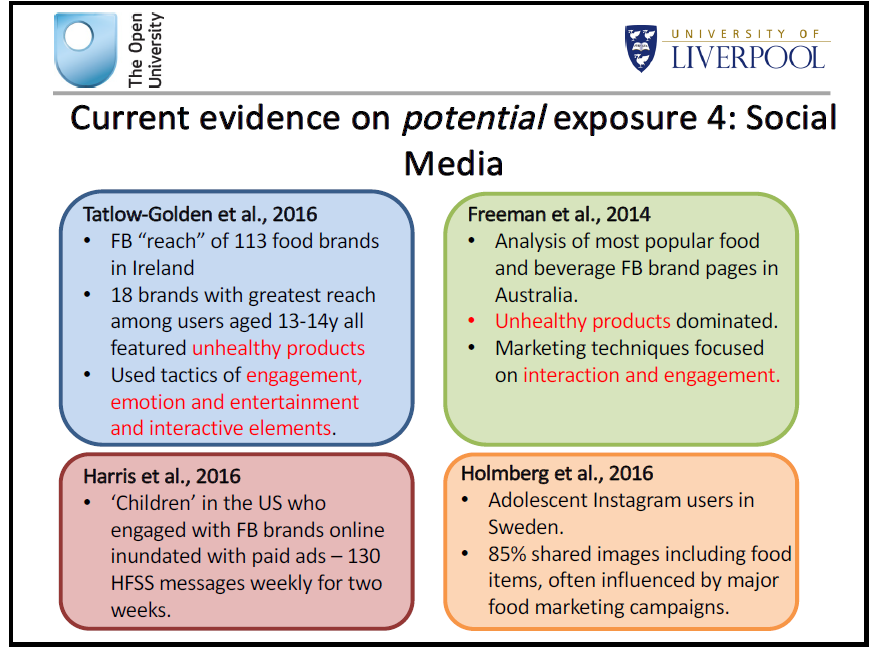 The Open
University
UNIVERSITY OF
LIVERPOOL
Current evidence on potential exposure 4: Social
Media
Tatlow-Golden et al., 2016
• FB “reach” of 113 food brands
in Ireland
• 18 brands with greatest reach
among users aged 13-14y all
featured unhealthy products
• Used tactics of engagement,
emotion and entertainment
and interactive elements.
Freeman et al., 2014
• Analysis of most popular food
and beverage FB brand pages in
Australia.
• Unhealthy products dominated.
• Marketing techniques focused
on interaction and engagement.
Harris et al., 2016
• ‘Children’ in the US who
engaged with FB brands online
inundated with paid ads – 130
HFSS messages weekly for two
weeks.
Holmberg et al., 2016
• Adolescent Instagram users in
Sweden.
• 85% shared images including food
items, often influenced by major
food marketing campaigns.